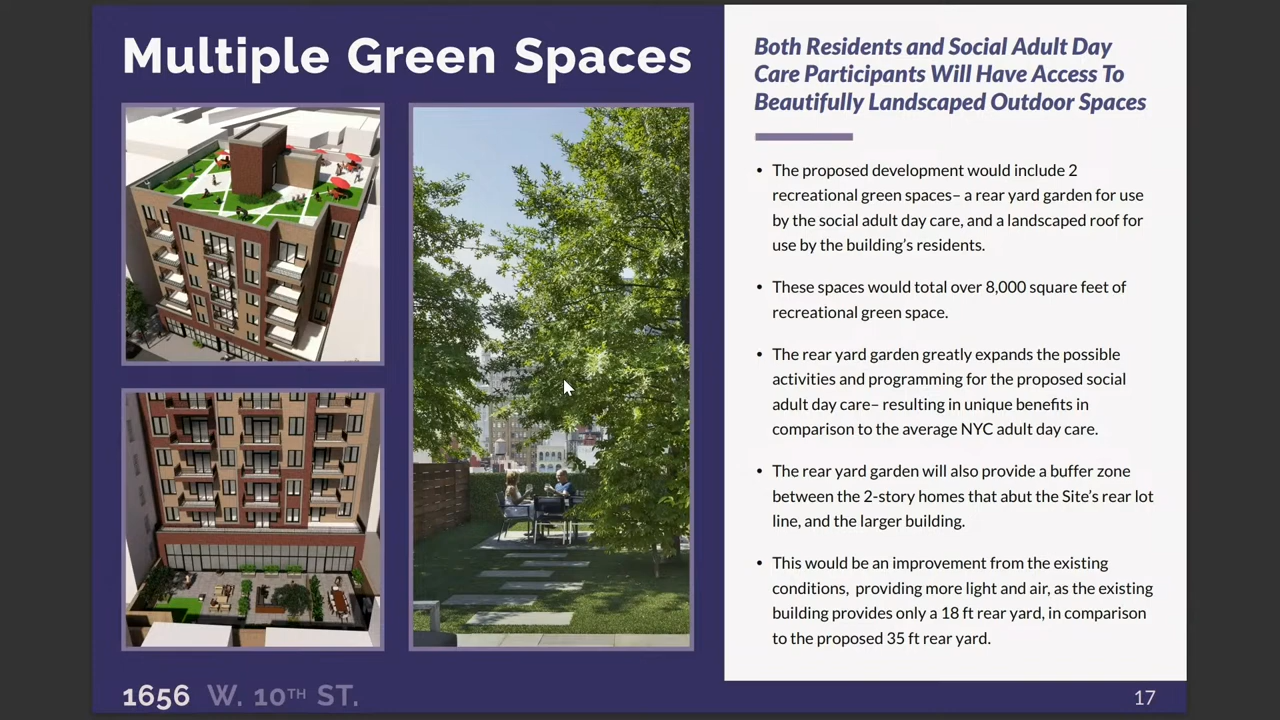 Multiple Green Spaces
Both Residents and Social Adult Day
Care Participants Will Have Access To
Beautifully Landscaped Outdoor Spaces
• The proposed development would include 2
recreational green spaces– a rear yard garden for use
by the social adult day care, and a landscaped roof for
use by the building’s residents.
• These spaces would total over 8,000 square feet of
recreational green space.
• The rear yard garden greatly expands the possible
activities and programming for the proposed social
adult day care– resulting in unique benefits in
comparison to the average NYC adult day care.
• The rear yard garden will also provide a buffer zone
between the 2-story homes that abut the Site’s rear lot
line, and the larger building.
• This would be an improvement from the existing
conditions, providing more light and air, as the existing
building provides only a 18 ft rear yard, in comparison
to the proposed 35 ft rear yard.
1656 W. 10TH ST.
17